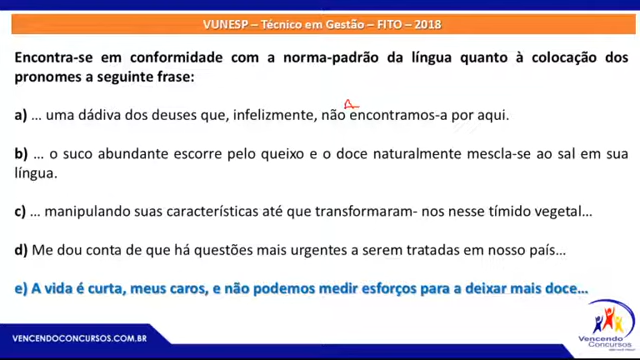 VUNESP – Técnico em Gestão – FITO – 2018
Encontra-se em conformidade com a norma-padrão da língua quanto à colocação dos
pronomes a seguinte frase:
A
a) ... uma dádiva dos deuses que, infelizmente, não encontramos-a por aqui.
b) ... o suco abundante escorre pelo queixo e o doce naturalmente mescla-se ao sal em sua
língua.
c) ... manipulando suas características até que transformaram- nos nesse tímido vegetal...
d) Me dou conta de que há questões mais urgentes a serem tratadas em nosso país...
e) A vida é curta, meus caros, e não podemos medir esforços para a deixar mais doce...
VENCENDOCONCURSOS.COM.BR
Vencendo
CONCURSOS